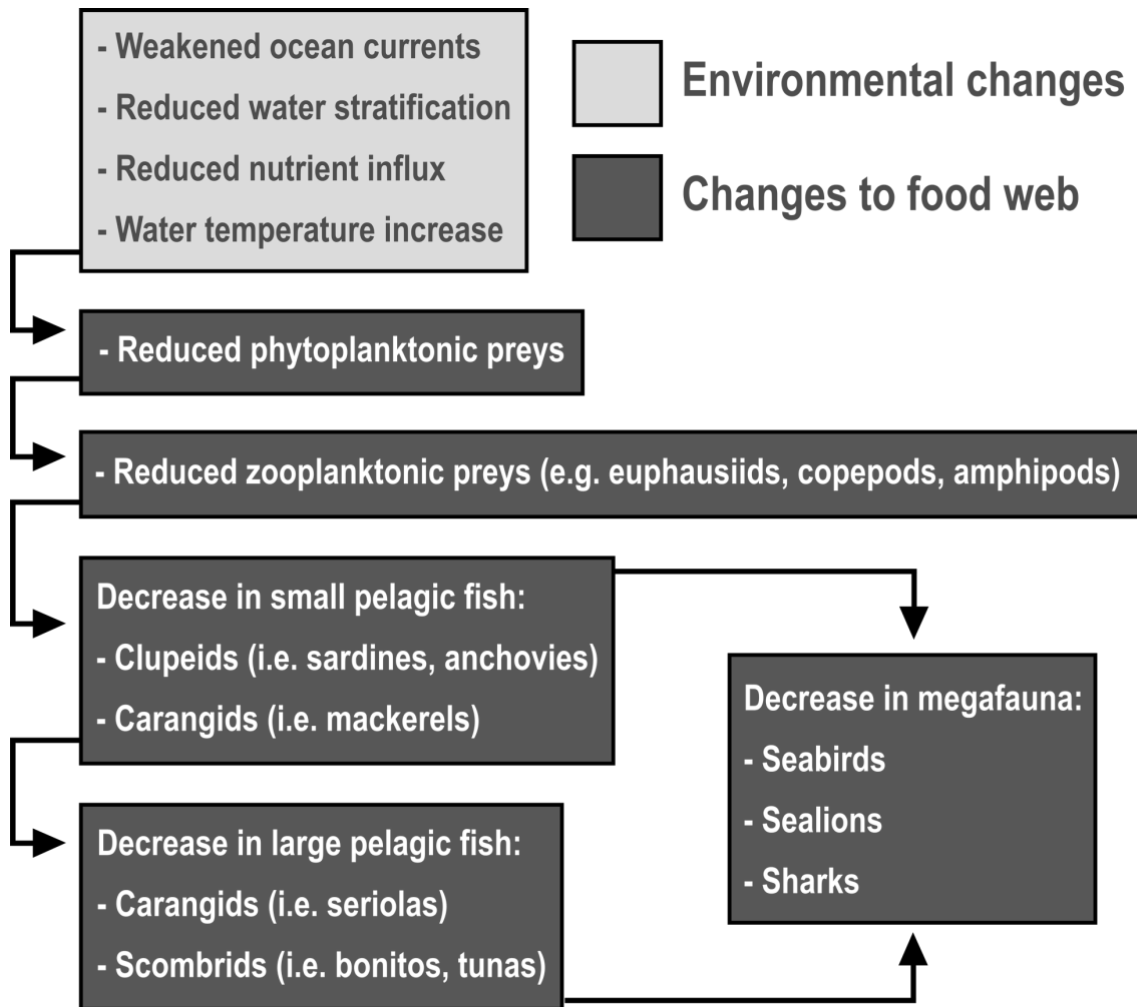 - Weakened ocean currents
- Reduced water stratification
- Reduced nutrient influx
- Water temperature increase
Environmental changes
Changes to food web
- Reduced phytoplanktonic preys
- Reduced zooplanktonic preys (e.g. euphausiids, copepods, amphipods)
Decrease in small pelagic fish:
- Clupeids (i.e. sardines, anchovies)
- Carangids (i.e. mackerels)
Decrease in large pelagic fish:
- Carangids (i.e. seriolas)
- Scombrids (i.e. bonitos, tunas)
Decrease in megafauna:
- Seabirds
- Sealions
- Sharks